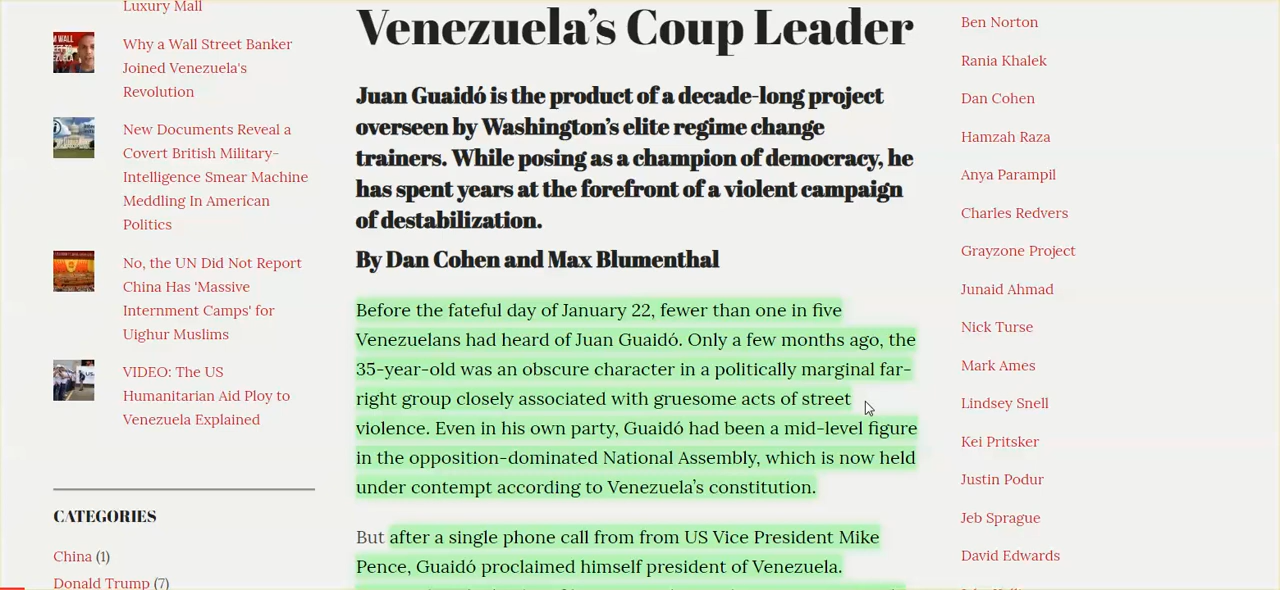 Luxury Mall
Why a Wall Street Banker
Joined Venezuela's
Revolution
New Documents Reveal a
Covert British Military-
Intelligence Smear Machine
Meddling In American
Politics
No, the UN Did Not Report
China Has 'Massive
Internment Camps' for
Uighur Muslims
VIDEO: The US
Humanitarian Aid Ploy to
Venezuela Explained
CATEGORIES
China (1)
Donald Trump (7)
Venezuela’s Coup Leader
Juan Guaidó is the product of a decade-long project
overseen by Washington’s elite regime change
trainers. While posing as a champion of democracy, he
has spent years at the forefront of a violent campaign
of destabilization.
By Dan Cohen and Max Blumenthal
Before the fateful day of January 22, fewer than one in five
Venezuelans had heard of Juan Guaidó. Only a few months ago, the
35-year-old was an obscure character in a politically marginal far-
right group closely associated with gruesome acts of street
violence. Even in his own party, Guaidó had been a mid-level figure
in the opposition-dominated National Assembly, which is now held
under contempt according to Venezuela’s constitution.
But after a single phone call from from US Vice President Mike
Pence, Guaidó proclaimed himself president of Venezuela.
Ben Norton
Rania Khalek
Dan Cohen
Hamzah Raza
Anya Parampil
Charles Redvers
Grayzone Project
Junaid Ahmad
Nick Turse
Mark Ames
Lindsey Snell
Kei Pritsker
Justin Podur
Jeb Sprague
David Edwards